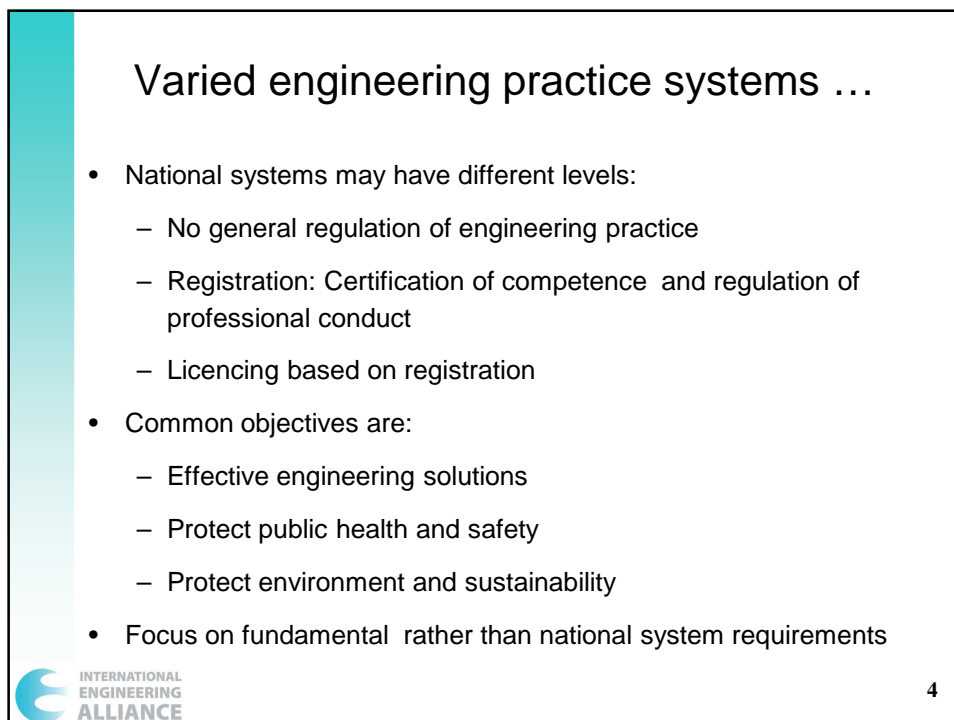 Varied engineering practice systems …
• National systems may have different levels:
– No general regulation of engineering practice
– Registration: Certification of competence and regulation of
professional conduct
– Licencing based on registration
• Common objectives are:
– Effective engineering solutions
– Protect public health and safety
– Protect environment and sustainability
• Focus on fundamental rather than national system requirements
INTERNATIONAL
ENGINEERING
ALLIANCE
4